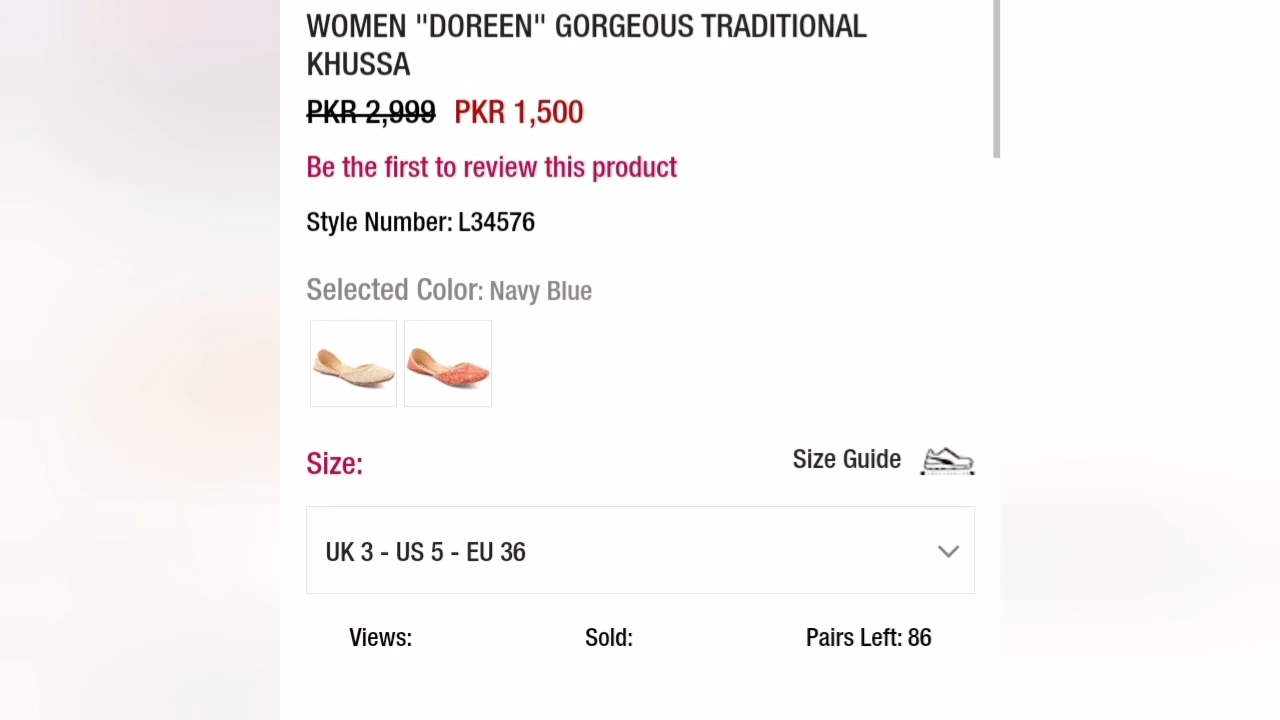 WOMEN "DOREEN" GORGEOUS TRADITIONAL
KHUSSA
PKR 2,999 PKR 1,500
Be the first to review this product
Style Number: L34576
Selected Color: Navy Blue
Size:
Size Guide
UK 3 - US 5 - EU 36
Views:
Sold:
Pairs Left: 86